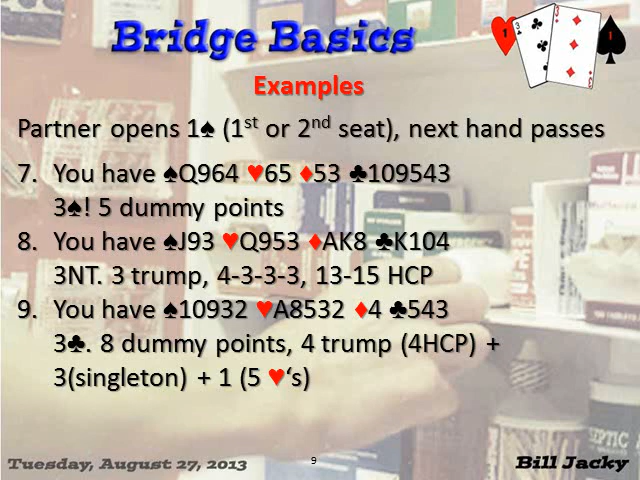 Bridge Basics
Examples
Partner opens 1♠ (1st or 2nd seat), next hand passes
7. You have ♠Q964 ♥65 ♦53 ♣109543
3♠! 5 dummy points
8. You have ♠J93 ♥Q953 ♦AK8 ♣K104
3NT. 3 trump, 4-3-3-3, 13-15 HCP
9. You have ♠10932 ♥A8532 ♦4 ♣543
3♣. 8 dummy points, 4 trump (4HCP) +
3(singleton) + 1 (5 ♥‘s)
Tuesday, August 27, 2013
9
Bill Jacky